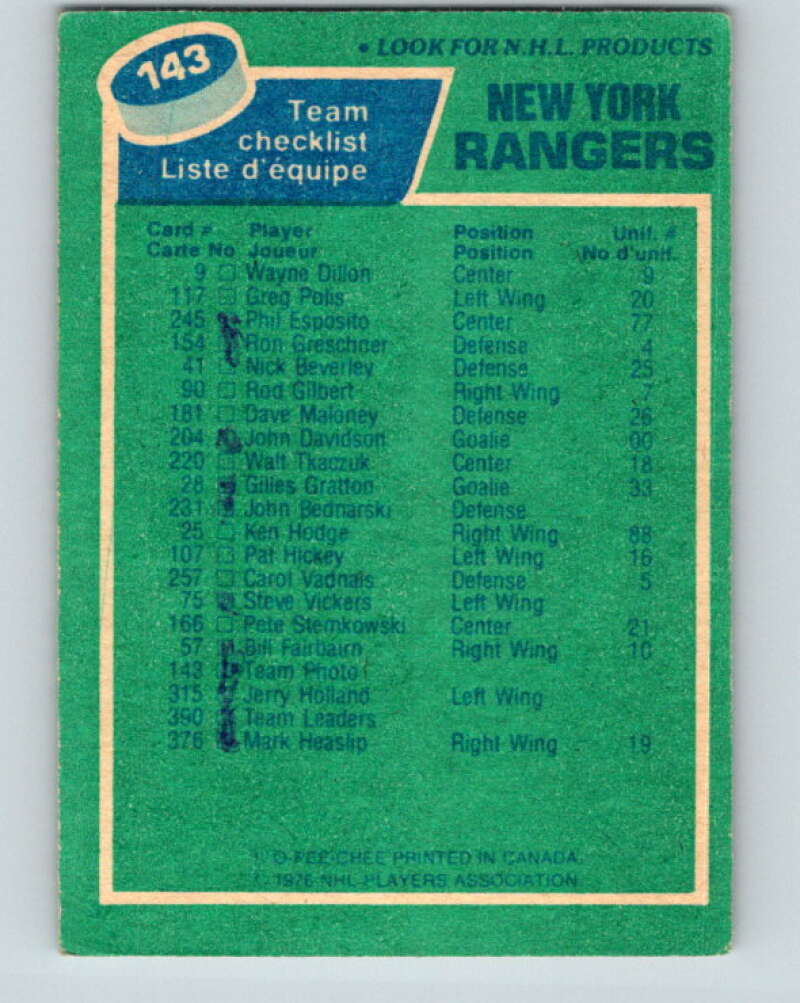 143
• LOOK FOR N.H.L. PRODUCTS
Team
checklist
Liste d'équipe
NEW YORK
RANGERS
Card # Player Position Unif. #
Carte No Joueur Position No d'unif.
9 Wayne Dillon Center 9
117 Greg Polis Left Wing 20
245 Phil Esposito Center 77
154 Ron Greschner Defense 4
41 Nick Beverley Defense 25
90 Rod Gilbert Right Wing 7
181 Dave Maloney Defense 26
204 John Davidson Goalie 00
220 Walt Tkaczuk Center 18
28 Gilles Gratton Goalie 33
231 John Bednarski Defense
25 Ken Hodge Right Wing 88
107 Pat Hickey Left Wing 16
257 Carol Vadnais Defense 5
75 Steve Vickers Left Wing
166 Pete Stemkowski Center 21
57 Bill Fairbairn Right Wing 10
143 Team Photo
315 Jerry Holland Left Wing
390 Team Leaders
376 Mark Heaslip Right Wing 19
O-PEE-CHEE PRINTED IN CANADA.
1976 NHL PLAYERS ASSOCIATION